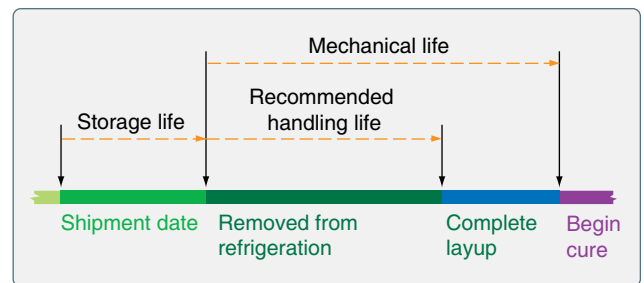 Mechanical life
Recommended
handling life
Storage life
Shipment date
Removed from
refrigeration
Complete
layup
Begin
cure